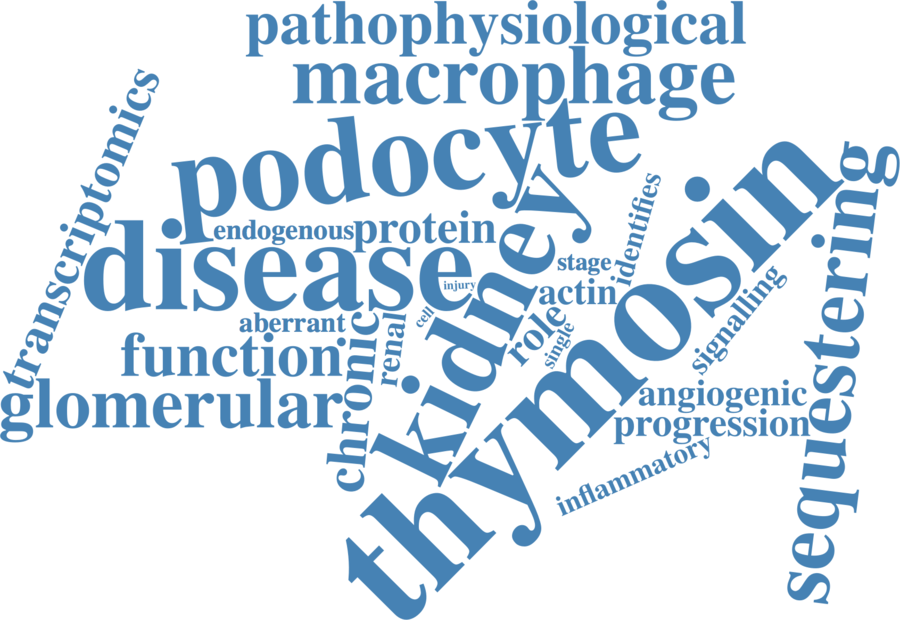 pathophysiological
macrophage
podocyte
transcriptomics
endogenous
protein
disease
kidney
thymosin
sequestering
identifies
stage
injury
actin
cell
aberrant
renal
role
single
signalling
function
chronic
glomerular
angiogenic
progression
inflammatory